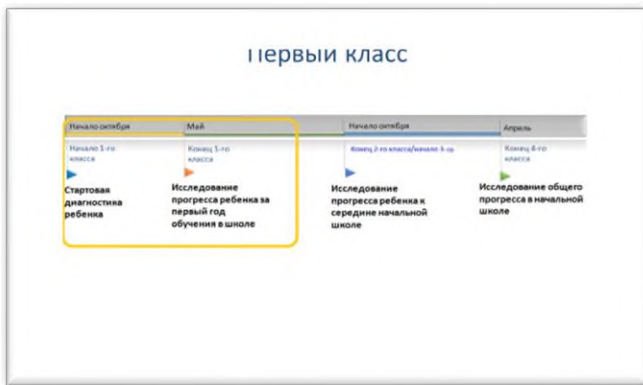 Первый класс
Начало октября
Май
Начало октября
Апрель
Начало 1-го
класса
Конец 1-го
класса
Конец 2-го класса/начало 3-го
Конец 4-го
класса
Стартовая
диагностика
ребенка
Исследование
прогресса ребенка за
первый год
обучения в школе
Исследование
прогресса ребенка к
середине начальной
школе
Исследование общего
прогресса в начальной
школе